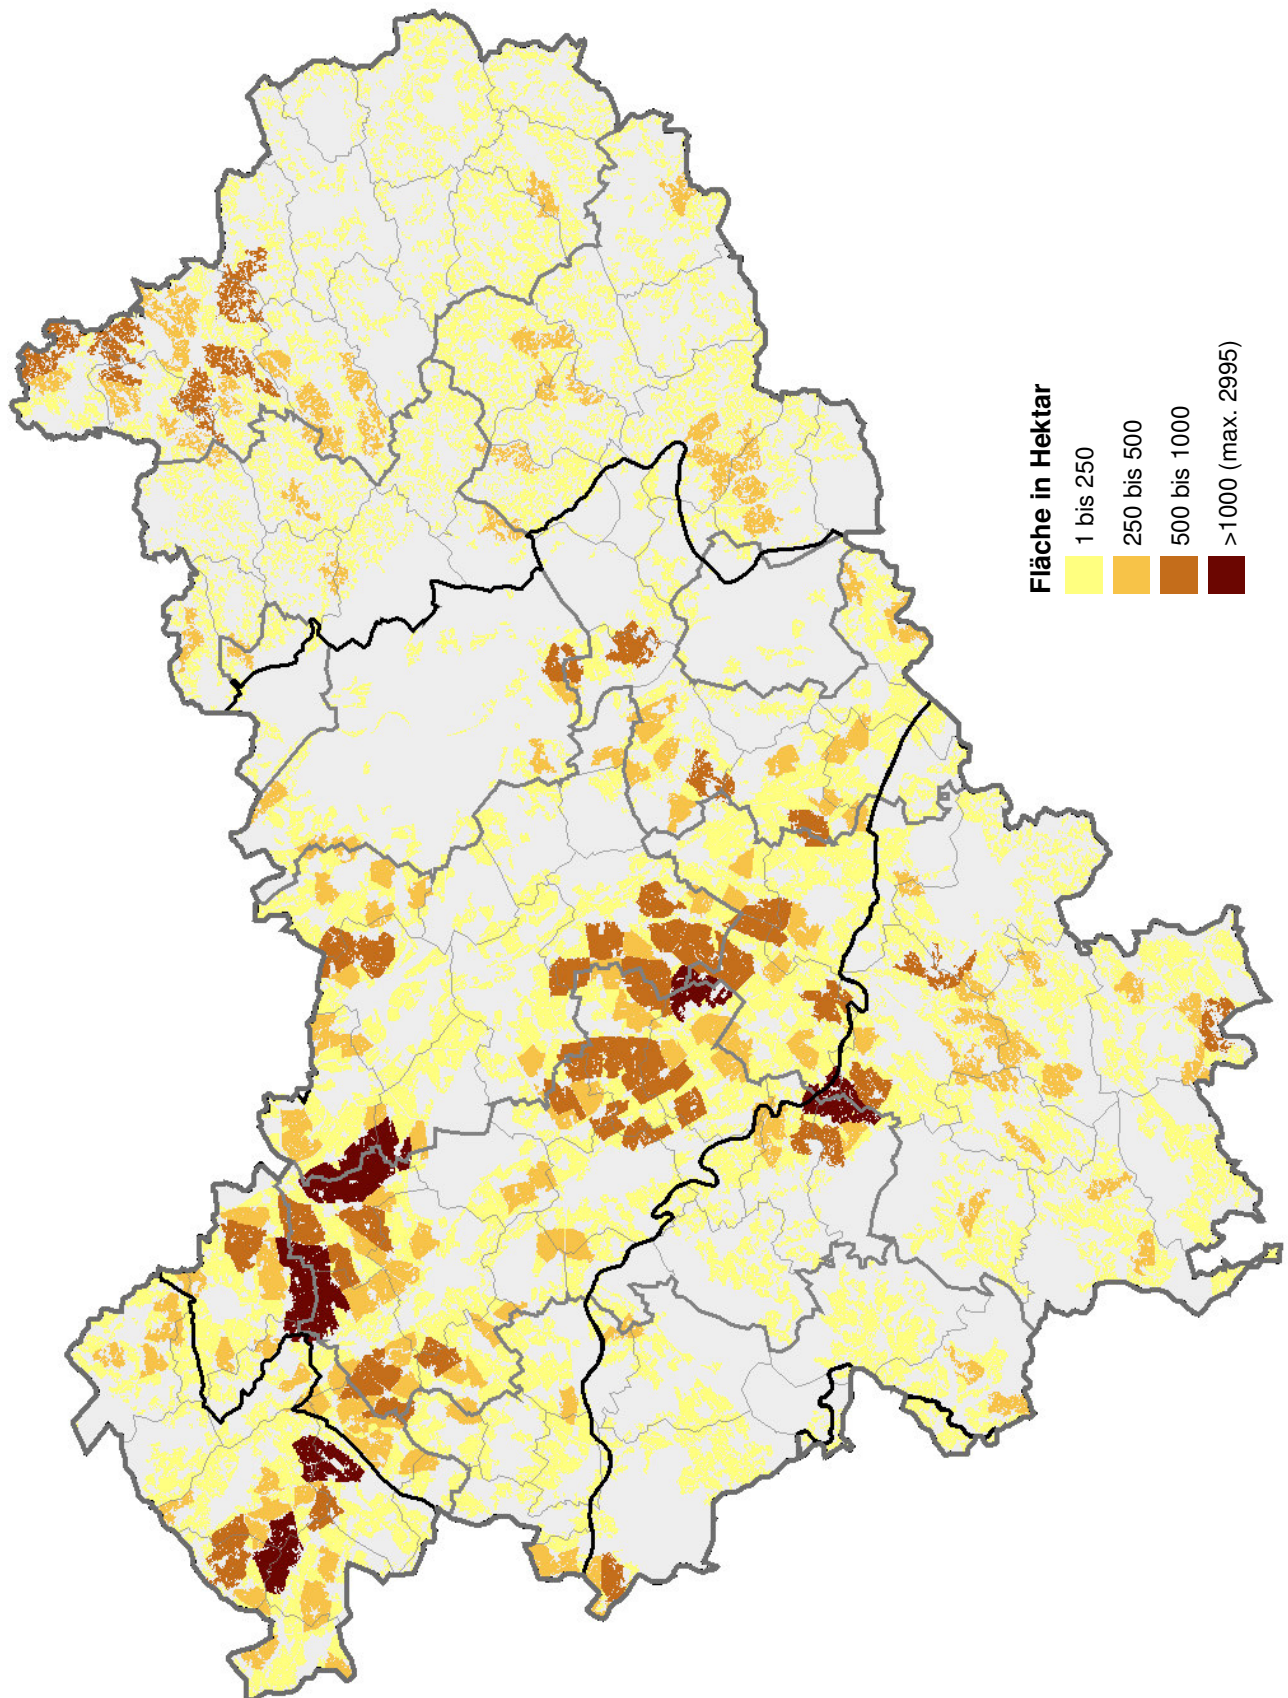 Fläche in Hektar
1 bis 250
250 bis 500
500 bis 1000
>1000 (max. 2995)